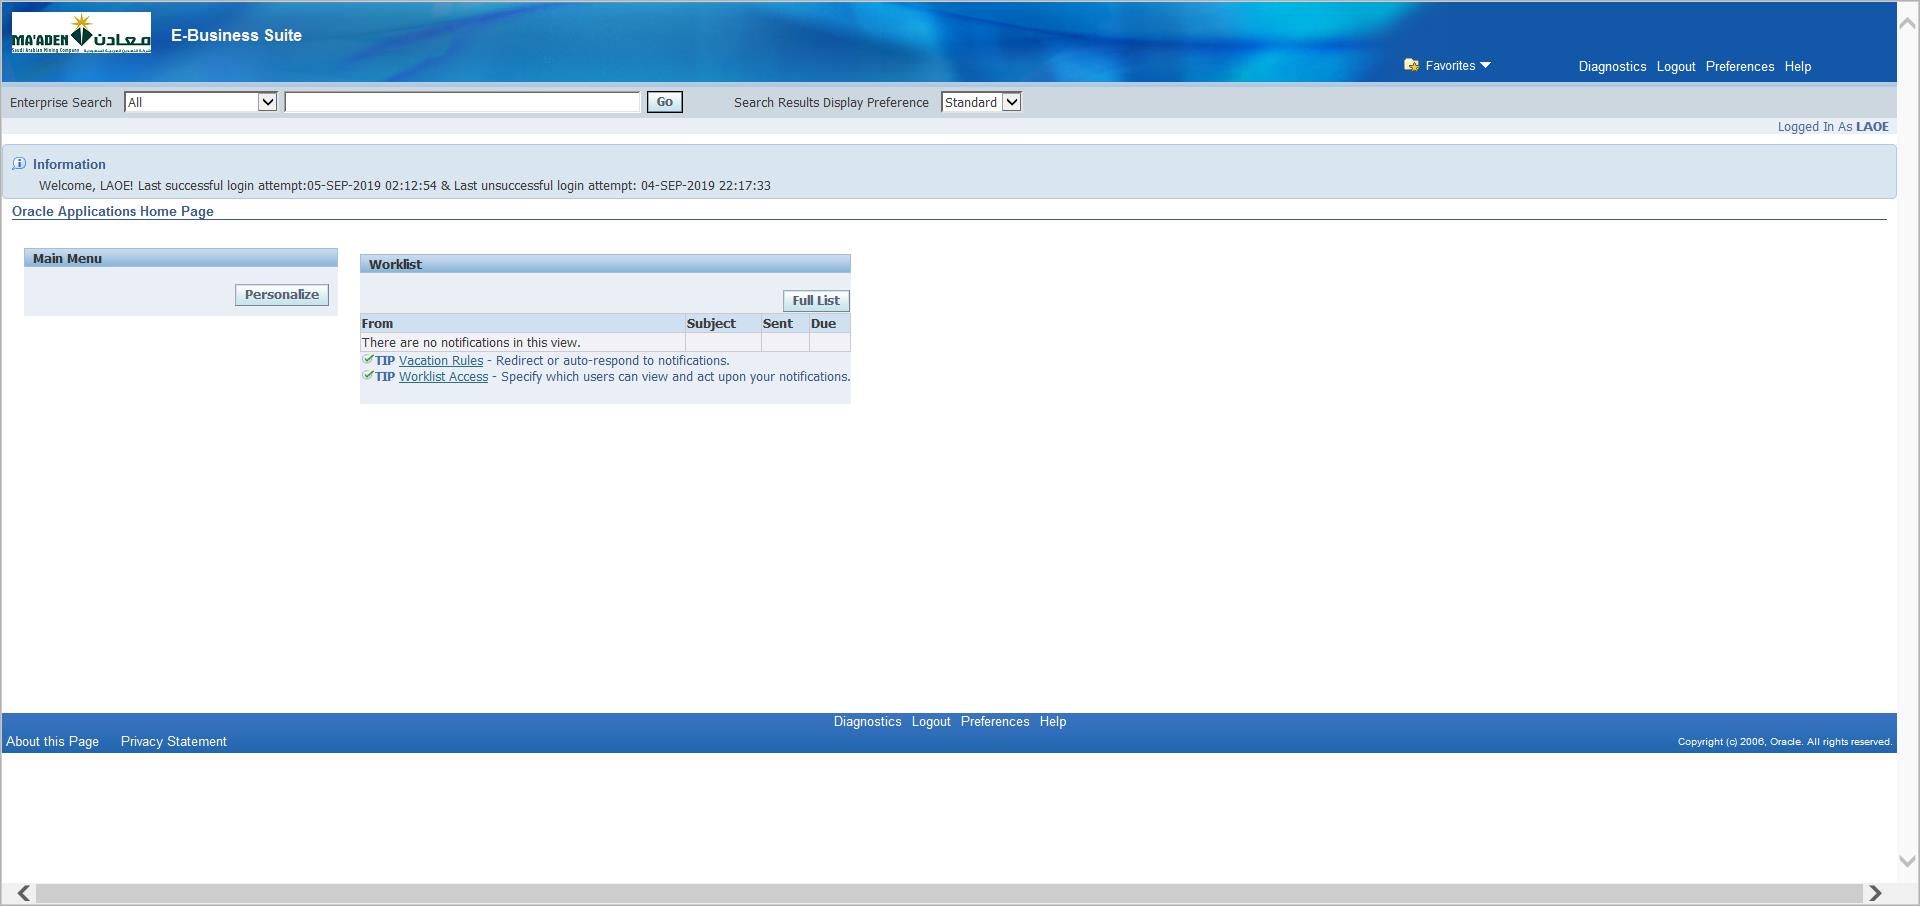 MA'ADEN معادن
Saudi Arabian Mining Company
E-Business Suite
Favorites
Diagnostics Logout Preferences Help
Enterprise Search All Go Search Results Display Preference Standard
Logged In As LAOE
Information
Welcome, LAOE! Last successful login attempt:05-SEP-2019 02:12:54 & Last unsuccessful login attempt: 04-SEP-2019 22:17:33
Oracle Applications Home Page
Main Menu
Personalize
Worklist
Full List
From Subject Sent Due
There are no notifications in this view.
TIP Vacation Rules - Redirect or auto-respond to notifications.
TIP Worklist Access - Specify which users can view and act upon your notifications.
Diagnostics Logout Preferences Help
About this Page Privacy Statement
Copyright (c) 2006, Oracle. All rights reserved.